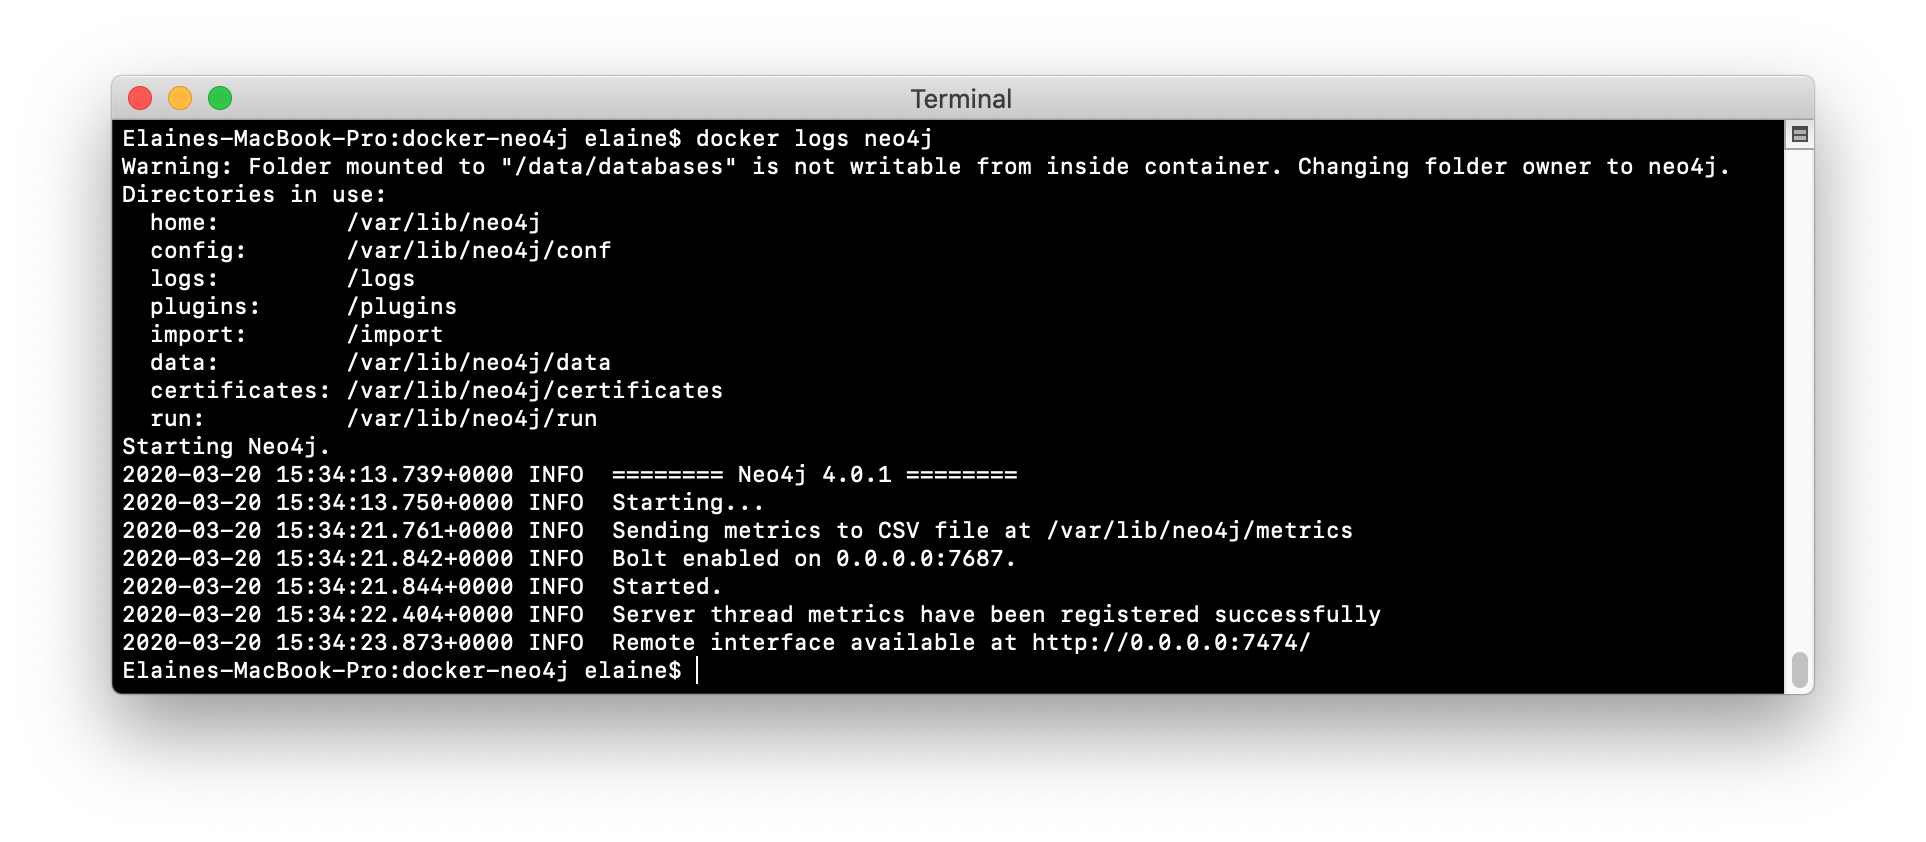 Terminal
Elaines-MacBook-Pro:docker-neo4j elaine$ docker logs neo4j
Warning: Folder mounted to "/data/databases" is not writable from inside container. Changing folder owner to neo4j.
Directories in use:
  home:         /var/lib/neo4j
  config:       /var/lib/neo4j/conf
  logs:         /logs
  plugins:      /plugins
  import:       /import
  data:         /var/lib/neo4j/data
  certificates: /var/lib/neo4j/certificates
  run:          /var/lib/neo4j/run
Starting Neo4j.
2020-03-20 15:34:13.739+0000 INFO  ======== Neo4j 4.0.1 ========
2020-03-20 15:34:13.750+0000 INFO  Starting...
2020-03-20 15:34:21.761+0000 INFO  Sending metrics to CSV file at /var/lib/neo4j/metrics
2020-03-20 15:34:21.842+0000 INFO  Bolt enabled on 0.0.0.0:7687.
2020-03-20 15:34:21.844+0000 INFO  Started.
2020-03-20 15:34:22.404+0000 INFO  Server thread metrics have been registered successfully
2020-03-20 15:34:23.873+0000 INFO  Remote interface available at http://0.0.0.0:7474/
Elaines-MacBook-Pro:docker-neo4j elaine$